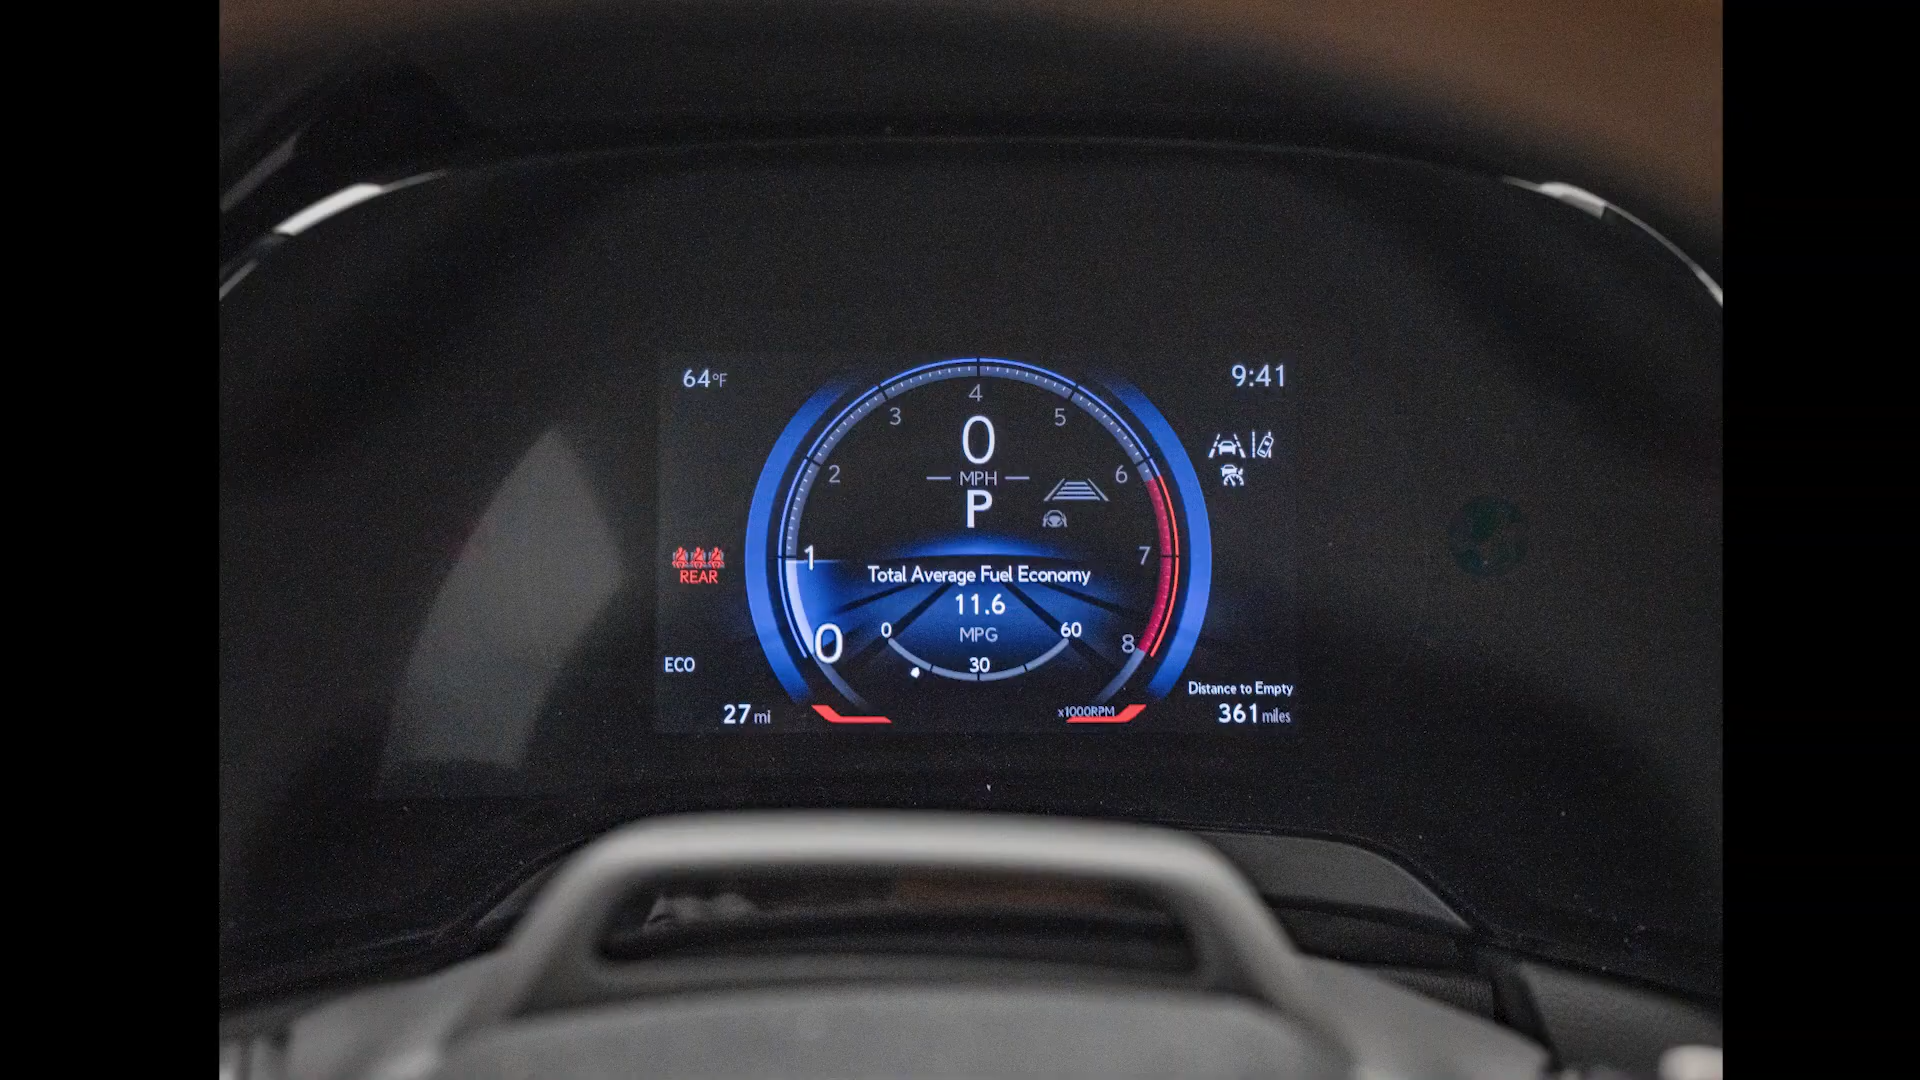 64°F
9:41
4
3
5
0
2
6
MPH
P
1
7
REAR
Total Average Fuel Economy
11.6
0
MPG
60
0
8
30
ECO
Distance to Empty
27 mi
x1000RPM
361 miles